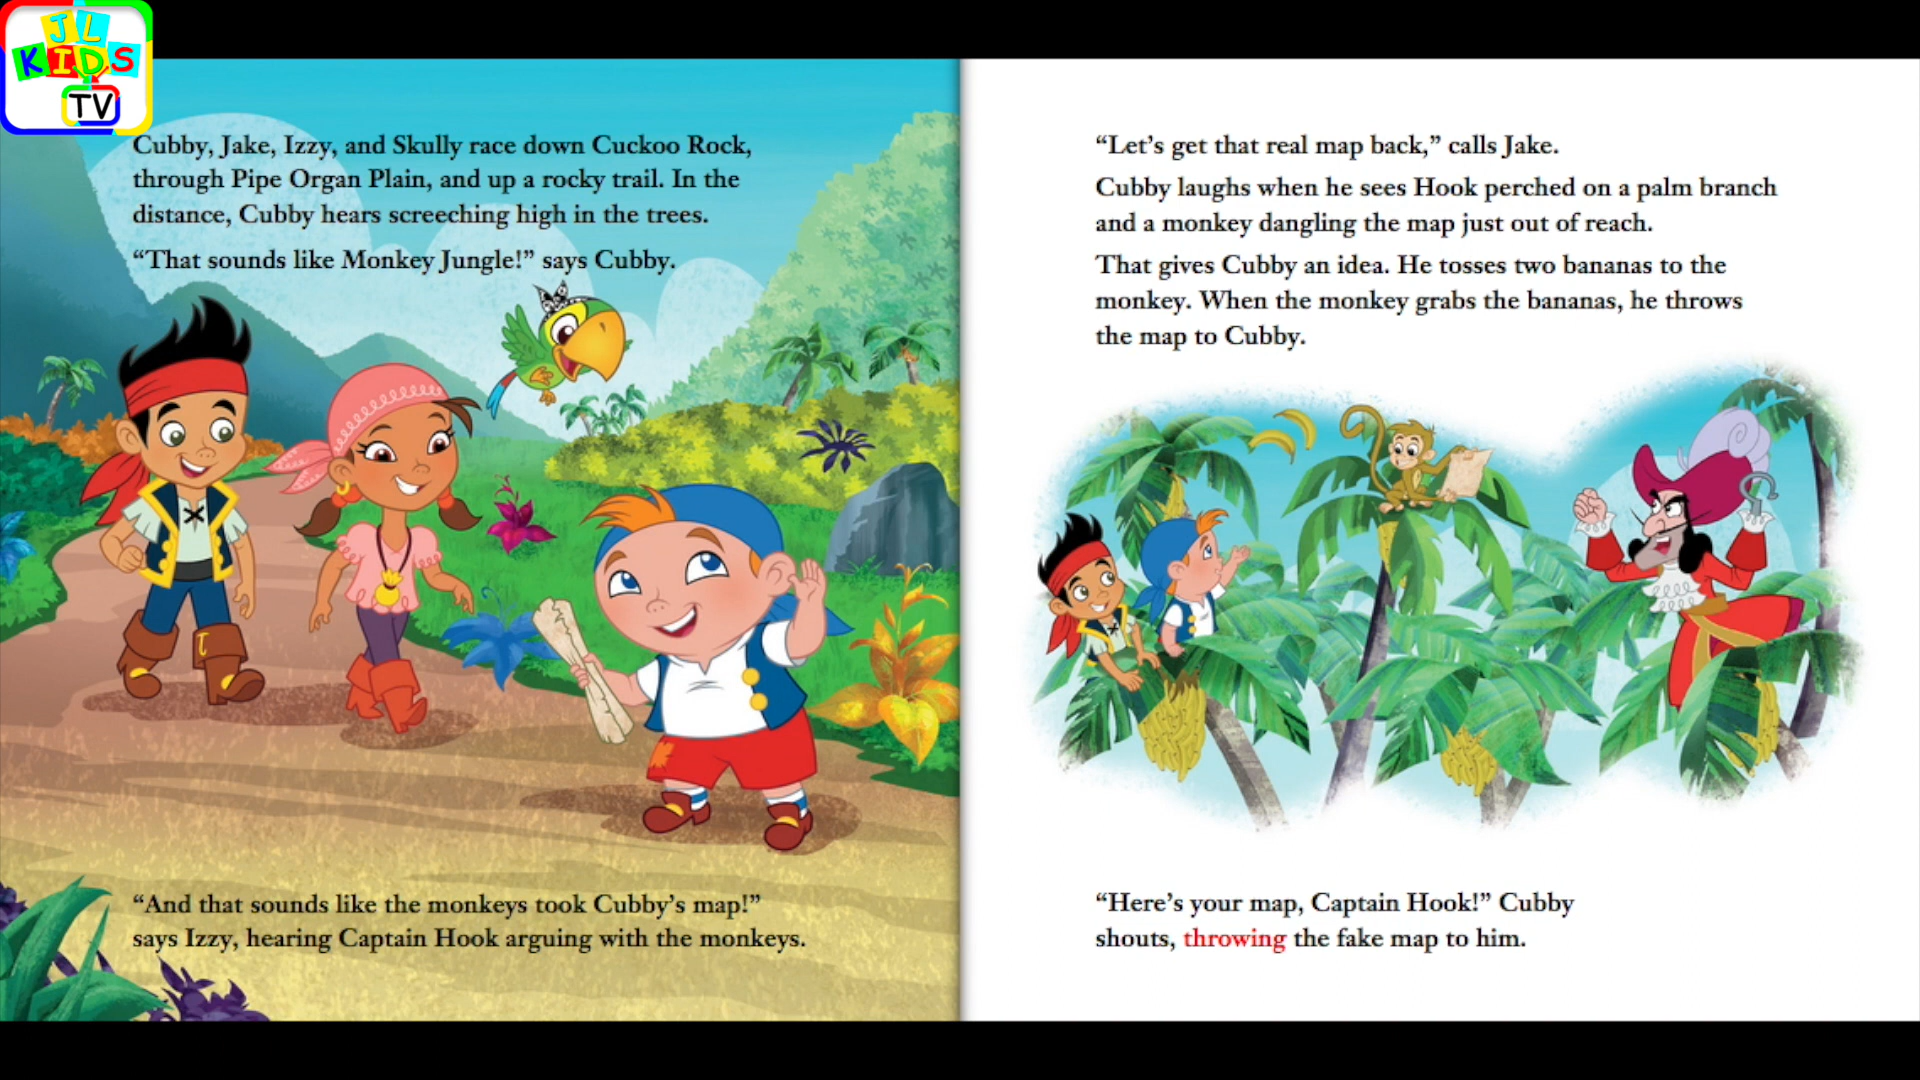 JL
KIDS
TV
Cubby, Jake, Izzy, and Skully race down Cuckoo Rock,
through Pipe Organ Plain, and up a rocky trail. In the
distance, Cubby hears screeching high in the trees.
“That sounds like Monkey Jungle!” says Cubby.
“And that sounds like the monkeys took Cubby’s map!”
says Izzy, hearing Captain Hook arguing with the monkeys.
“Let’s get that real map back,” calls Jake.
Cubby laughs when he sees Hook perched on a palm branch
and a monkey dangling the map just out of reach.
That gives Cubby an idea. He tosses two bananas to the
monkey. When the monkey grabs the bananas, he throws
the map to Cubby.
“Here’s your map, Captain Hook!” Cubby
shouts, throwing the fake map to him.